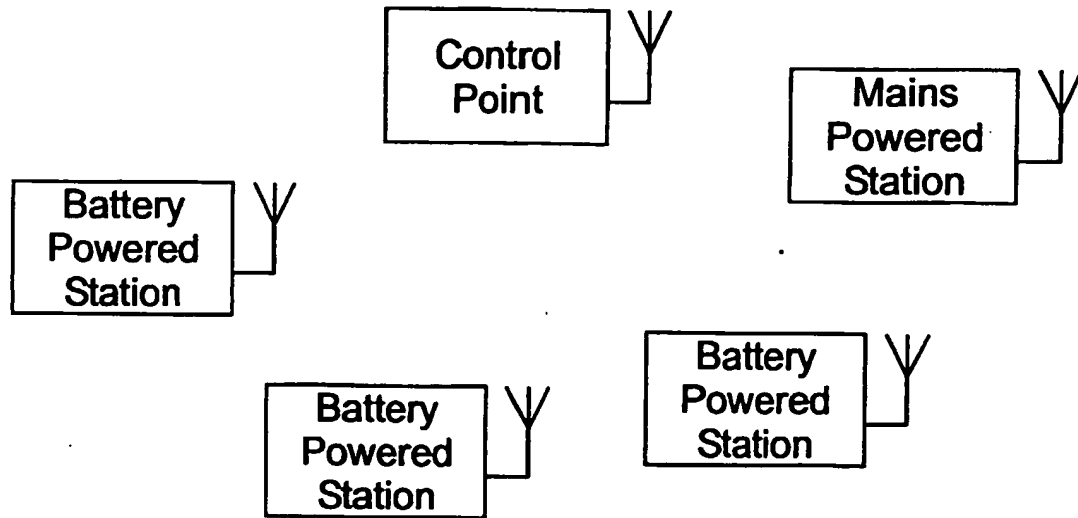 Control
Point
Mains
Powered
Station
Battery
Powered
Station
Battery
Powered
Station
Battery
Powered
Station